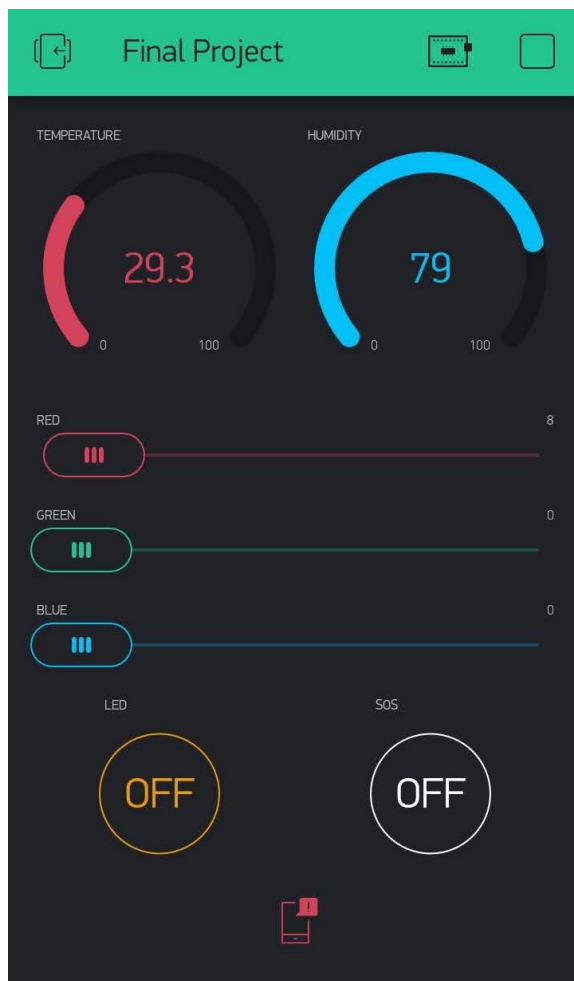 Final Project
TEMPERATURE
HUMIDITY
29.3
79
0
100
0
100
RED
8
GREEN
0
BLUE
0
LED
SOS
OFF
OFF
!